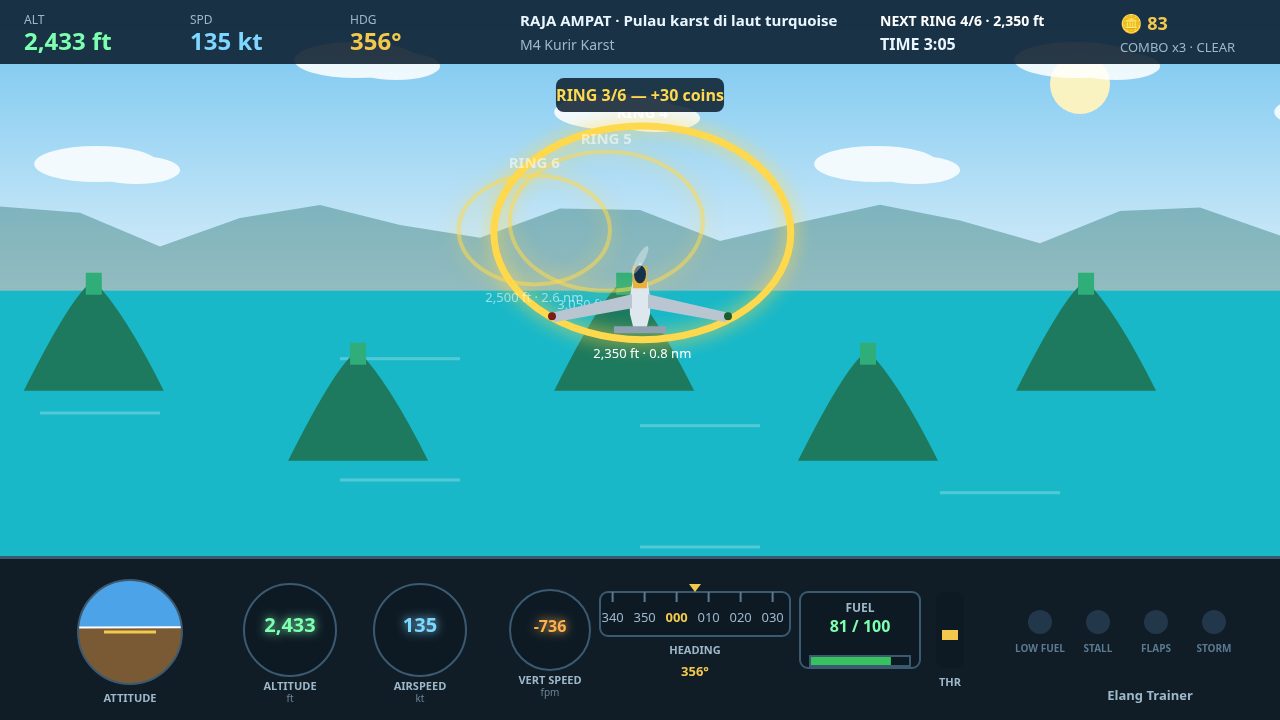 ALT
2,433 ft
SPD
135 kt
HDG
356°
RAJA AMPAT · Pulau karst di laut turquoise
M4 Kurir Karst
NEXT RING 4/6 · 2,350 ft
TIME 3:05
83
COMBO x3 · CLEAR
RING 3/6 — +30 coins
RING 4
RING 5
RING 6
2,500 ft · 2.6 nm
3,050 f
2,350 ft · 0.8 nm
ATTITUDE
2,433
ALTITUDE
ft
135
AIRSPEED
kt
-736
VERT SPEED
fpm
340 350 000 010 020 030
HEADING
356°
FUEL
81 / 100
THR
LOW FUEL
STALL
FLAPS
STORM
Elang Trainer